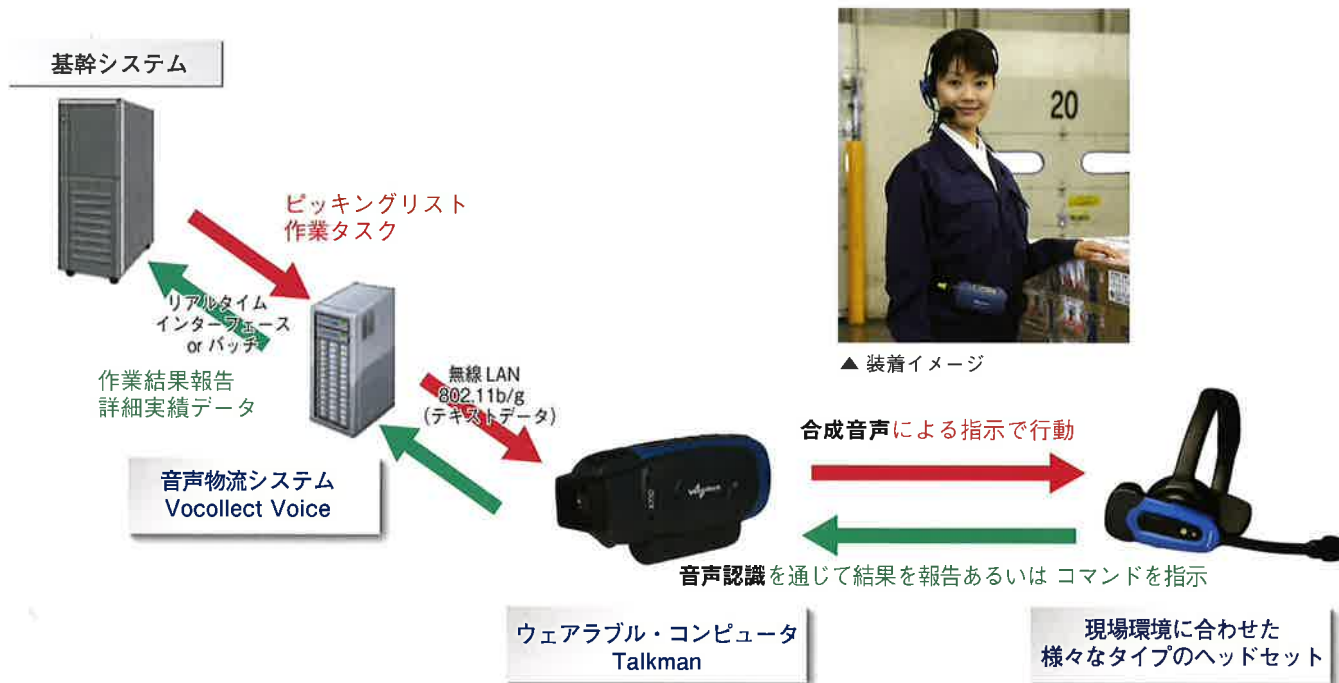 基幹システム
ピッキングリスト
作業タスク
リアルタイム
インターフェース
or バッチ
作業結果報告
詳細実績データ
無線 LAN
802.11b/g
(テキストデータ)
音声物流システム
Vocollect Voice
20
▲ 装着イメージ
合成音声による指示で行動
音声認識を通じて結果を報告あるいは コマンドを指示
ウェアラブル・コンピュータ
Talkman
現場環境に合わせた
様々なタイプのヘッドセット